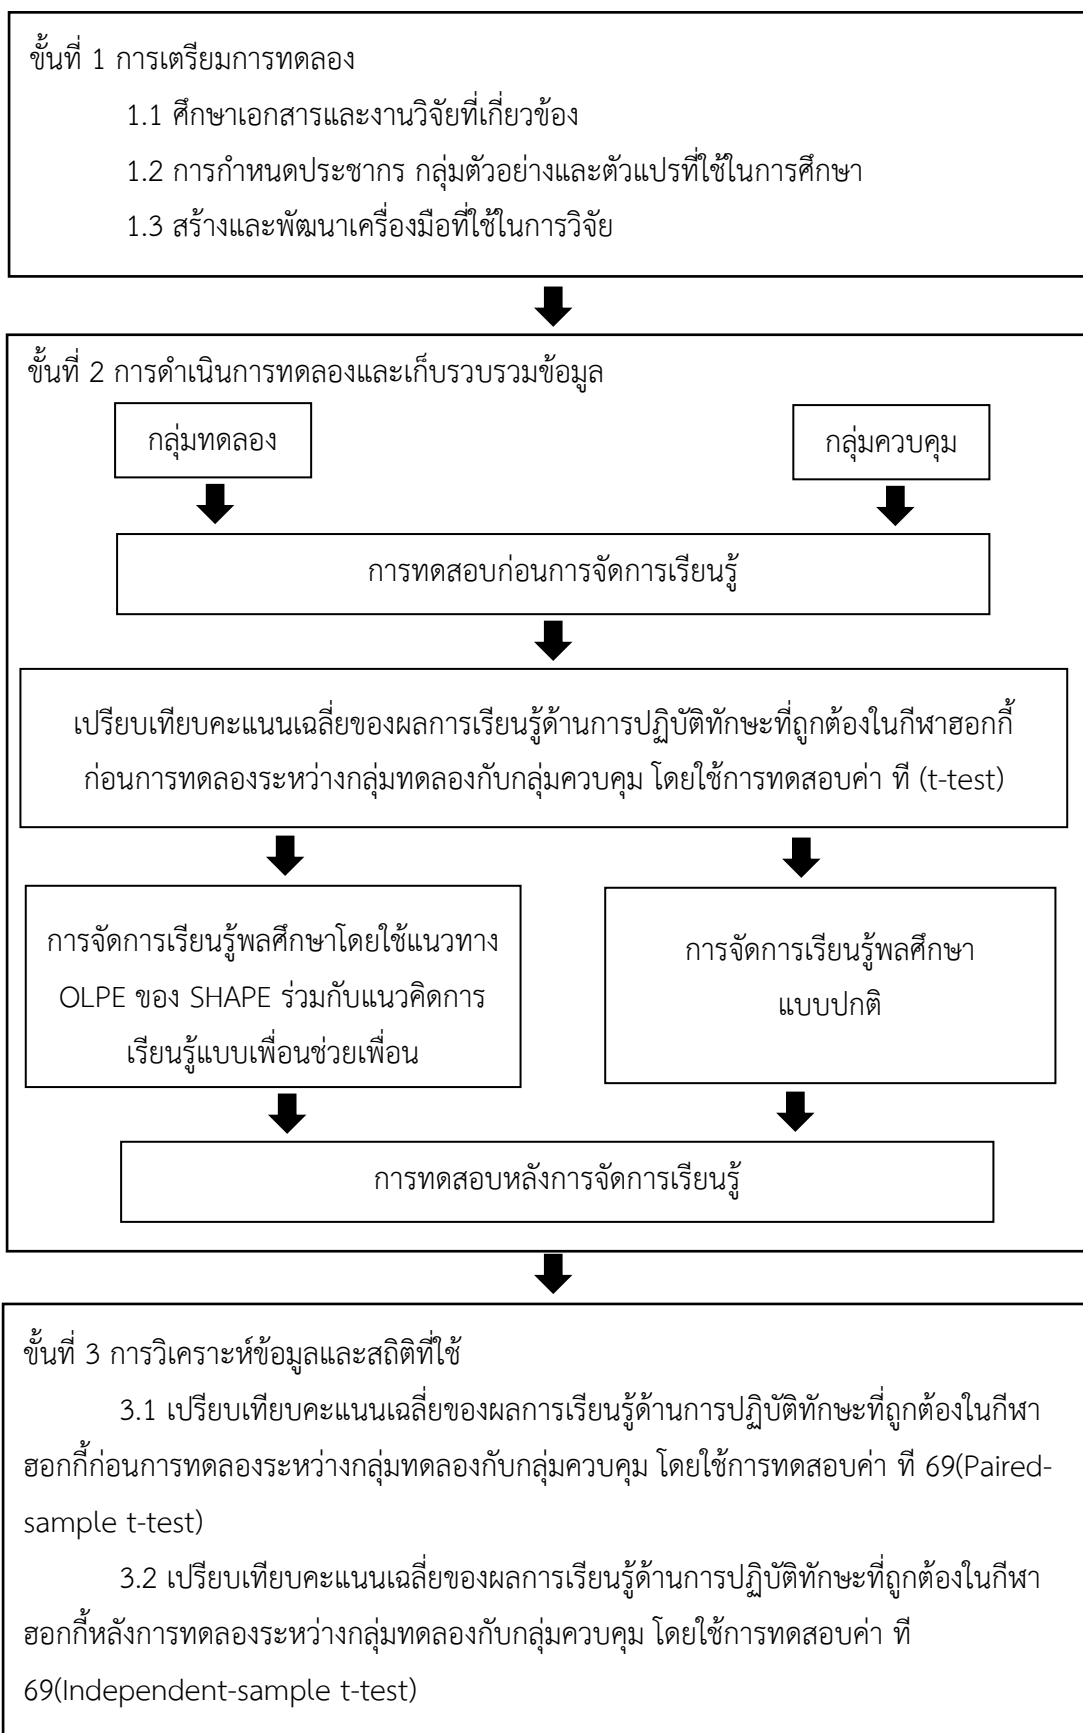 ขั้นที่ 1 การเตรียมการทดลอง
1.1 ศึกษาเอกสารและงานวิจัยที่เกี่ยวข้อง
1.2 การกำหนดประชากร กลุ่มตัวอย่างและตัวแปรที่ใช้ในการศึกษา
1.3 สร้างและพัฒนาเครื่องมือที่ใช้ในการวิจัย
ขั้นที่ 2 การดำเนินการทดลองและเก็บรวบรวมข้อมูล
กลุ่มทดลอง
กลุ่มควบคุม
การทดสอบก่อนการจัดการเรียนรู้
เปรียบเทียบคะแนนเฉลี่ยของผลการเรียนรู้ด้านการปฏิบัติทักษะที่ถูกต้องในกีฬาฮอกกี้
ก่อนการทดลองระหว่างกลุ่มทดลองกับกลุ่มควบคุม โดยใช้การทดสอบค่า ที (t-test)
การจัดการเรียนรู้พลศึกษาโดยใช้แนวทาง
OLPE ของ SHAPE ร่วมกับแนวคิดการ
เรียนรู้แบบเพื่อนช่วยเพื่อน
การจัดการเรียนรู้พลศึกษา
แบบปกติ
การทดสอบหลังการจัดการเรียนรู้
ขั้นที่ 3 การวิเคราะห์ข้อมูลและสถิติที่ใช้
3.1 เปรียบเทียบคะแนนเฉลี่ยของผลการเรียนรู้ด้านการปฏิบัติทักษะที่ถูกต้องในกีฬา
ฮอกกี้ก่อนการทดลองระหว่างกลุ่มทดลองกับกลุ่มควบคุม โดยใช้การทดสอบค่า ที 69(Paired-
sample t-test)
3.2 เปรียบเทียบคะแนนเฉลี่ยของผลการเรียนรู้ด้านการปฏิบัติทักษะที่ถูกต้องในกีฬา
ฮอกกี้หลังการทดลองระหว่างกลุ่มทดลองกับกลุ่มควบคุม โดยใช้การทดสอบค่า ที
69(Independent-sample t-test)